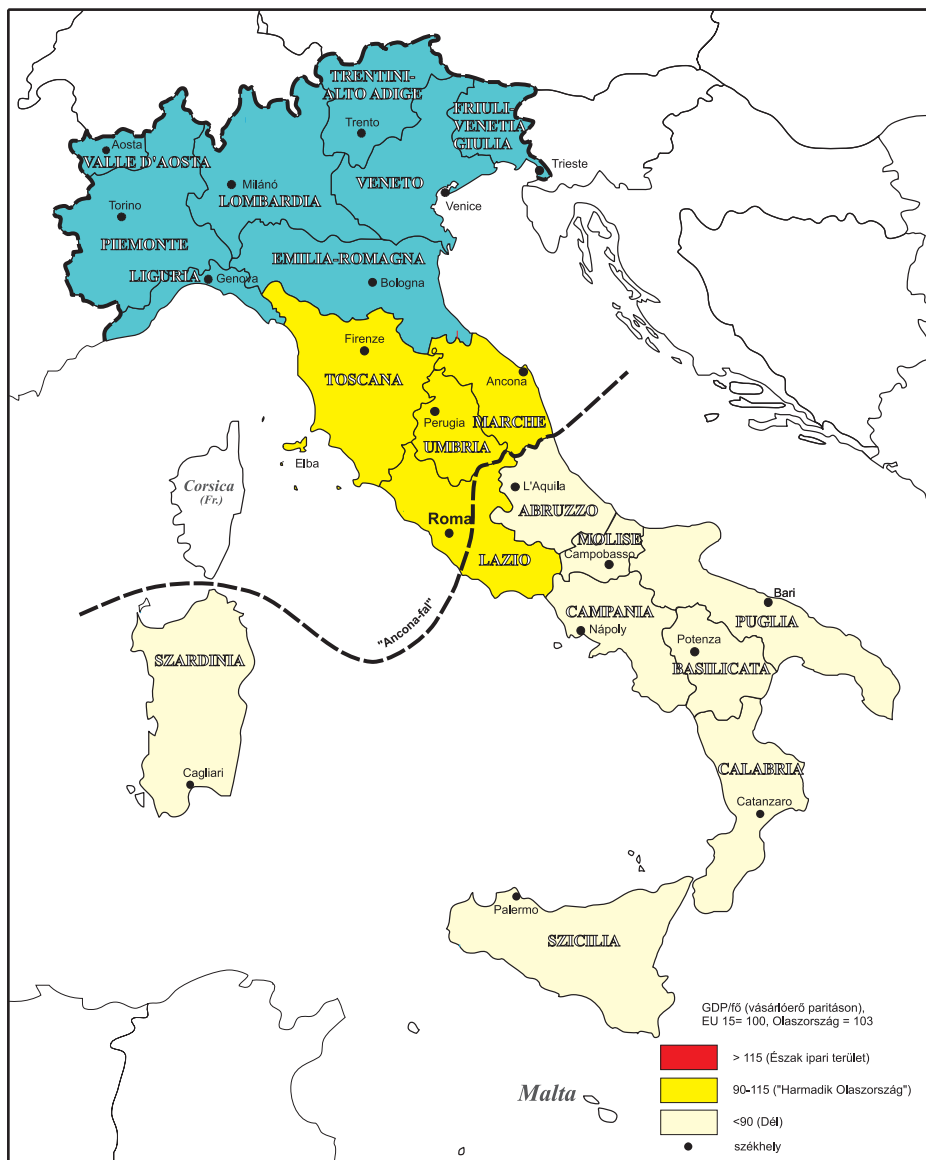 TRENTINI-
ALTO ADIGE
Trento
FRIULI-
VENETIA
GIULIA
Aosta
VALLE D'AOSTA
Trieste
VENETO
Milánó
LOMBARDIA
Venice
Torino
PIEMONTE
EMILIA-ROMAGNA
LIGURIA
Genova
Bologna
Firenze
TOSCANA
Ancona
Perugia
MARCHE
UMBRIA
Elba
Corsica
(Fr.)
L'Aquila
ABRUZZO
Roma
MOLISE
LAZIO
Campobasso
Bari
CAMPANIA
PUGLIA
Nápoly
"Ancona-fal"
Potenza
BASILICATA
SZARDINIA
Cagliari
CALABRIA
Catanzaro
Palermo
SZICILIA
GDP/fő (vásárlóerő paritáson),
EU 15= 100, Olaszország = 103
> 115 (Észak ipari terület)
90-115 ("Harmadik Olaszország")
<90 (Dél)
székhely
Malta